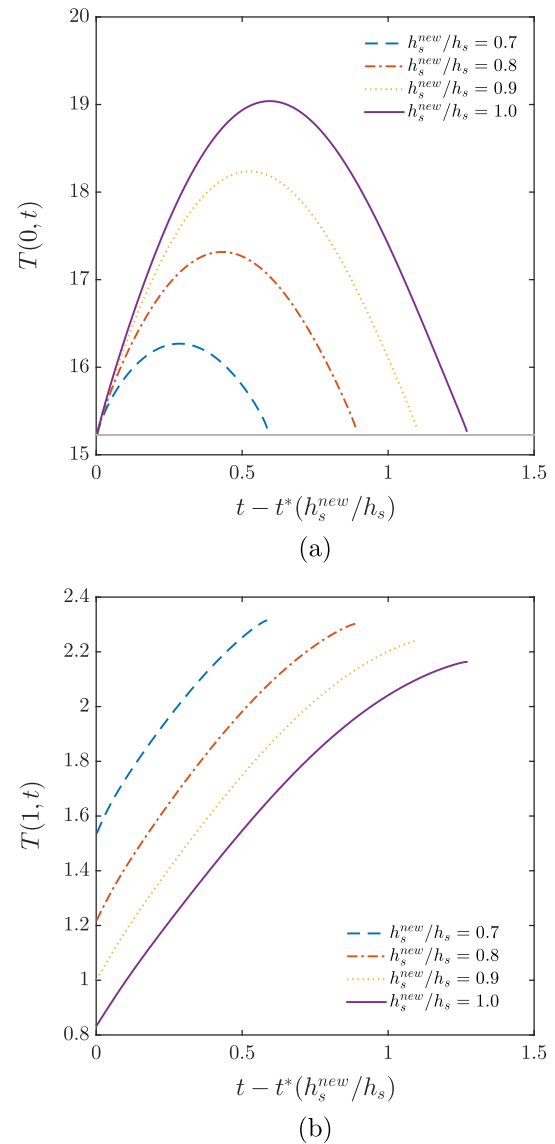 20
19
18
17
16
15
T(0, t)
h_s^{new}/h_s = 0.7
h_s^{new}/h_s = 0.8
h_s^{new}/h_s = 0.9
h_s^{new}/h_s = 1.0
0 0.5 1 1.5
t − t*(h_s^{new}/h_s)
(a)
2.4
2.2
2
1.8
1.6
1.4
1.2
1
0.8
T(1, t)
h_s^{new}/h_s = 0.7
h_s^{new}/h_s = 0.8
h_s^{new}/h_s = 0.9
h_s^{new}/h_s = 1.0
0 0.5 1 1.5
t − t*(h_s^{new}/h_s)
(b)